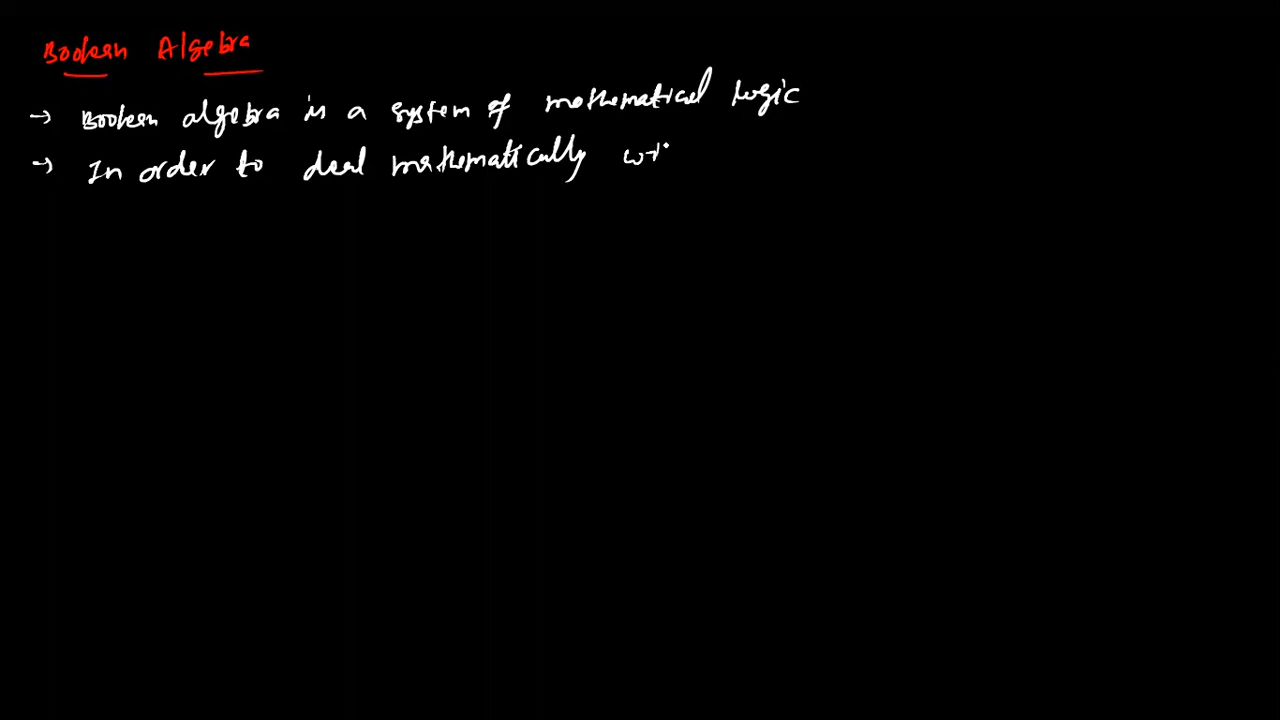 Boolean Algebra
→ Boolean algebra is a system of mathematical logic
→ In order to deal mathematically